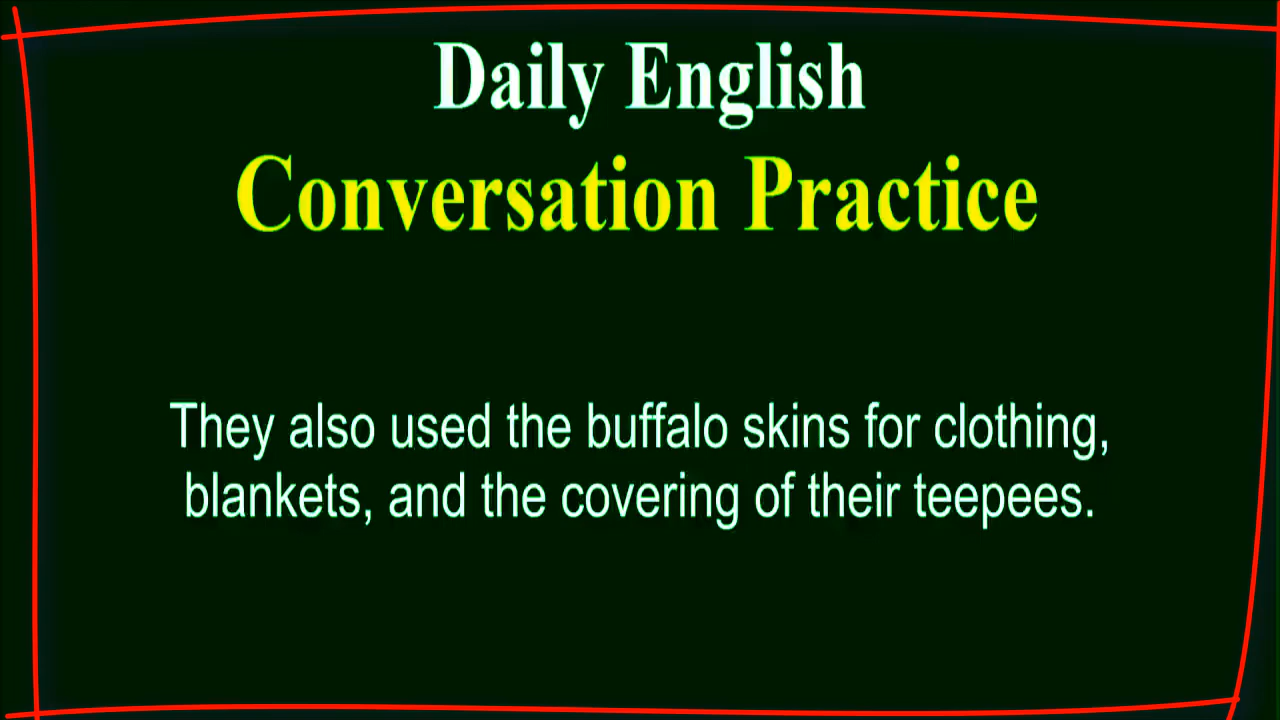 Daily English
Conversation Practice
They also used the buffalo skins for clothing,
blankets, and the covering of their teepees.